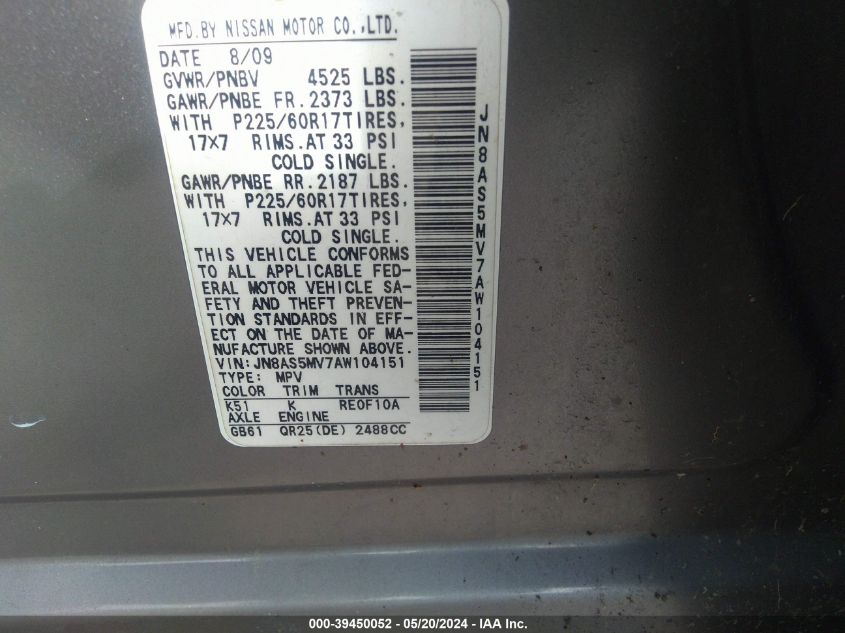 MFD.BY NISSAN MOTOR CO.,LTD.
DATE 8/09
GVWR/PNBV 4525 LBS.
GAWR/PNBE FR.2373 LBS.
WITH P225/60R17TIRES,
17x7 RIMS.AT 33 PSI
COLD SINGLE.
GAWR/PNBE RR.2187 LBS.
WITH P225/60R17TIRES,
17x7 RIMS.AT 33 PSI
COLD SINGLE.
THIS VEHICLE CONFORMS
TO ALL APPLICABLE FED-
ERAL MOTOR VEHICLE SA-
FETY AND THEFT PREVEN-
TION STANDARDS IN EFF-
ECT ON THE DATE OF MA-
NUFACTURE SHOWN ABOVE.
VIN:JN8AS5MV7AW104151
TYPE: MPV
COLOR TRIM TRANS
K51 K RE0F10A
AXLE ENGINE
GB61 QR25(DE) 2488CC
JN8AS5MV7AW104151
000-39450052 - 05/20/2024 - IAA Inc.